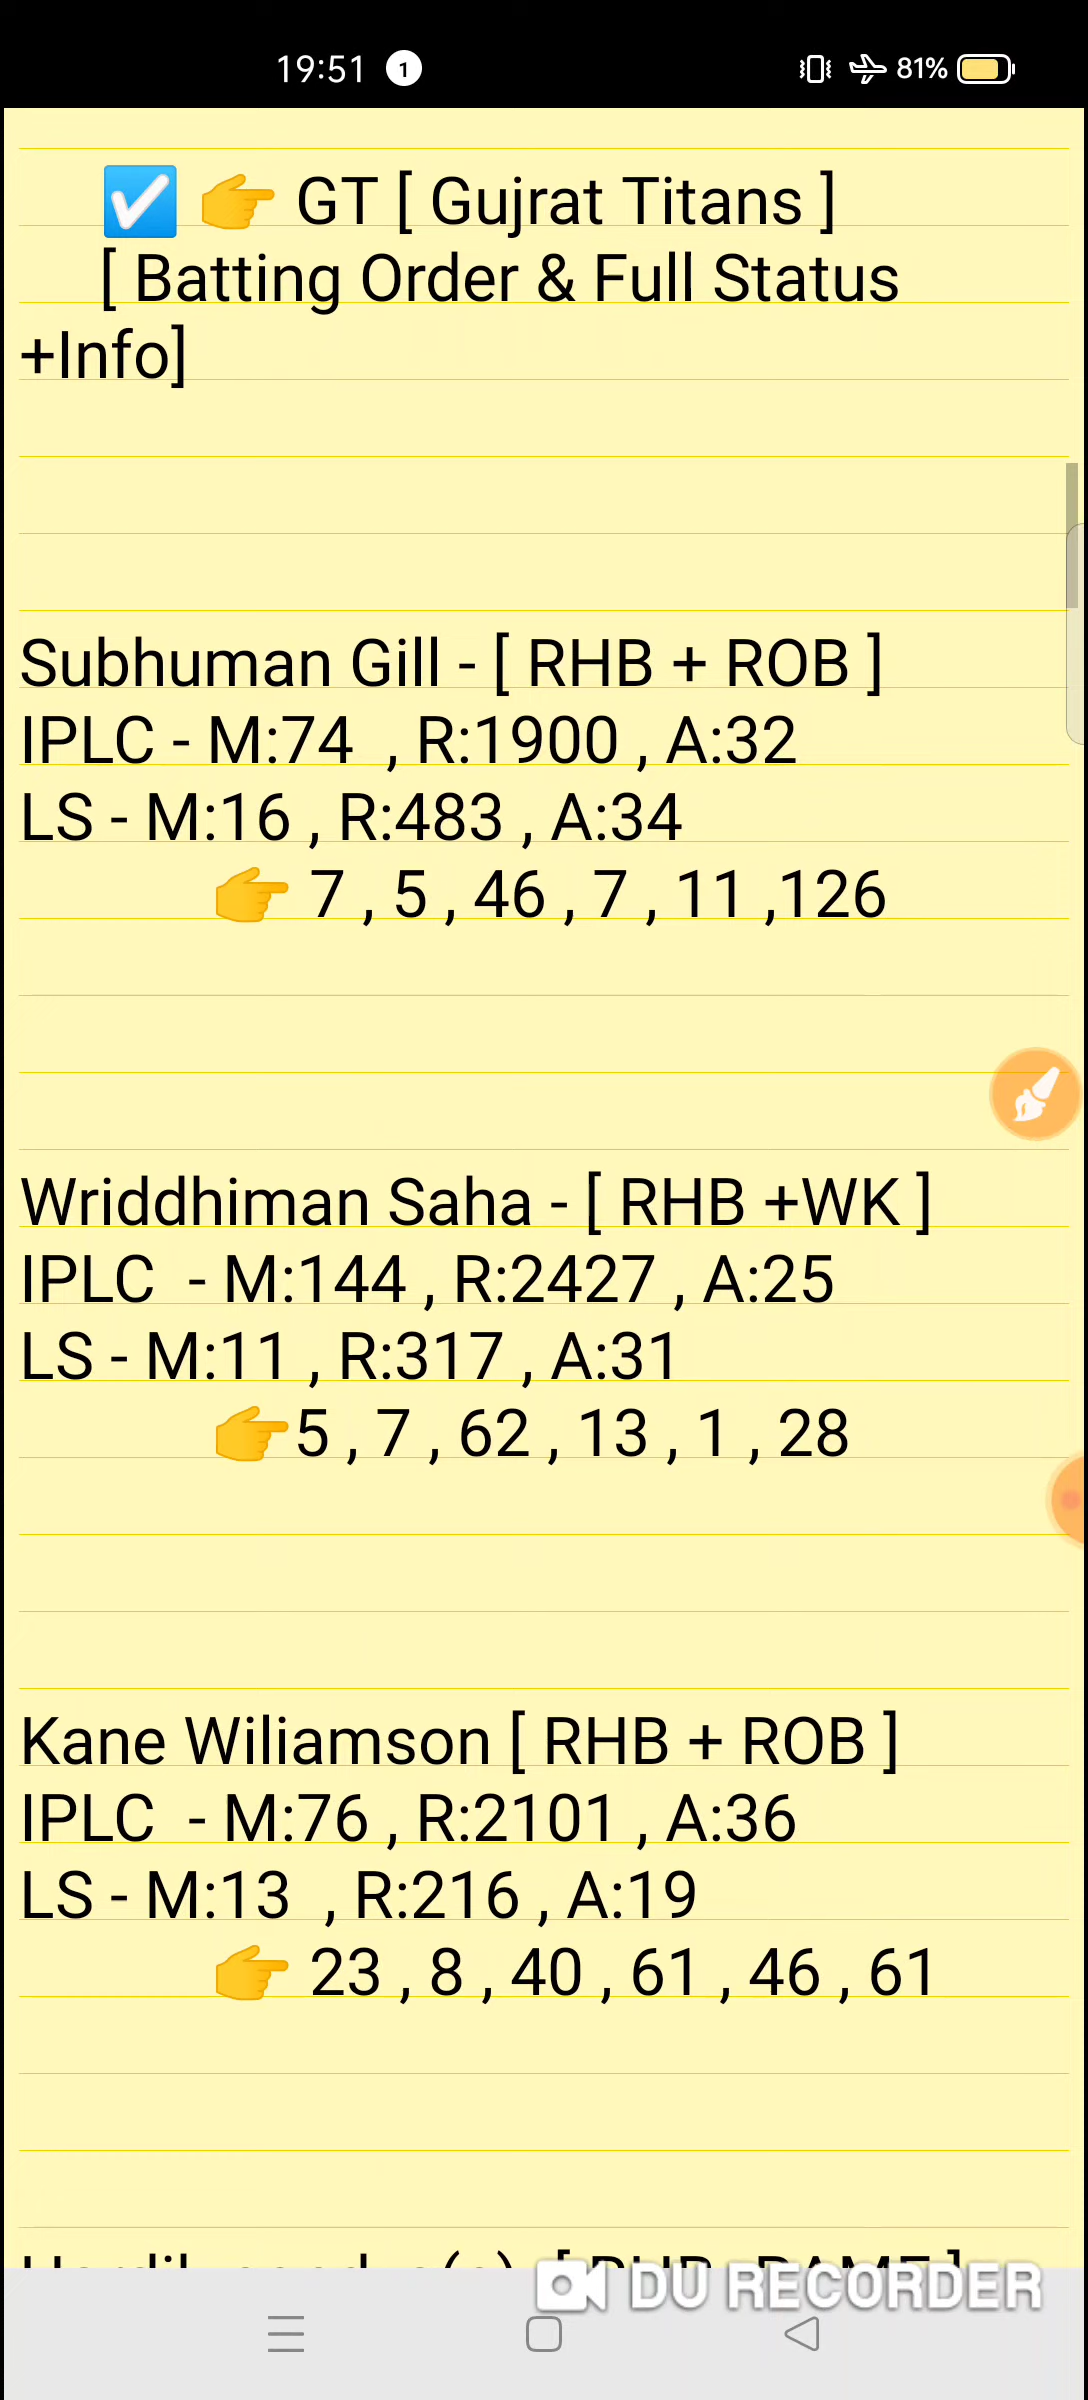 19:51 1 81%
☑️ 👉 GT [ Gujrat Titans ]
[ Batting Order & Full Status
+Info]
Subhuman Gill - [ RHB + ROB ]
IPLC - M:74 , R:1900 , A:32
LS - M:16 , R:483 , A:34
👉 7 , 5 , 46 , 7 , 11 ,126
Wriddhiman Saha - [ RHB +WK ]
IPLC - M:144 , R:2427 , A:25
LS - M:11 , R:317 , A:31
👉5 , 7 , 62 , 13 , 1 , 28
Kane Wiliamson [ RHB + ROB ]
IPLC - M:76 , R:2101 , A:36
LS - M:13 , R:216 , A:19
👉 23 , 8 , 40 , 61 , 46 , 61
DU RECORDER